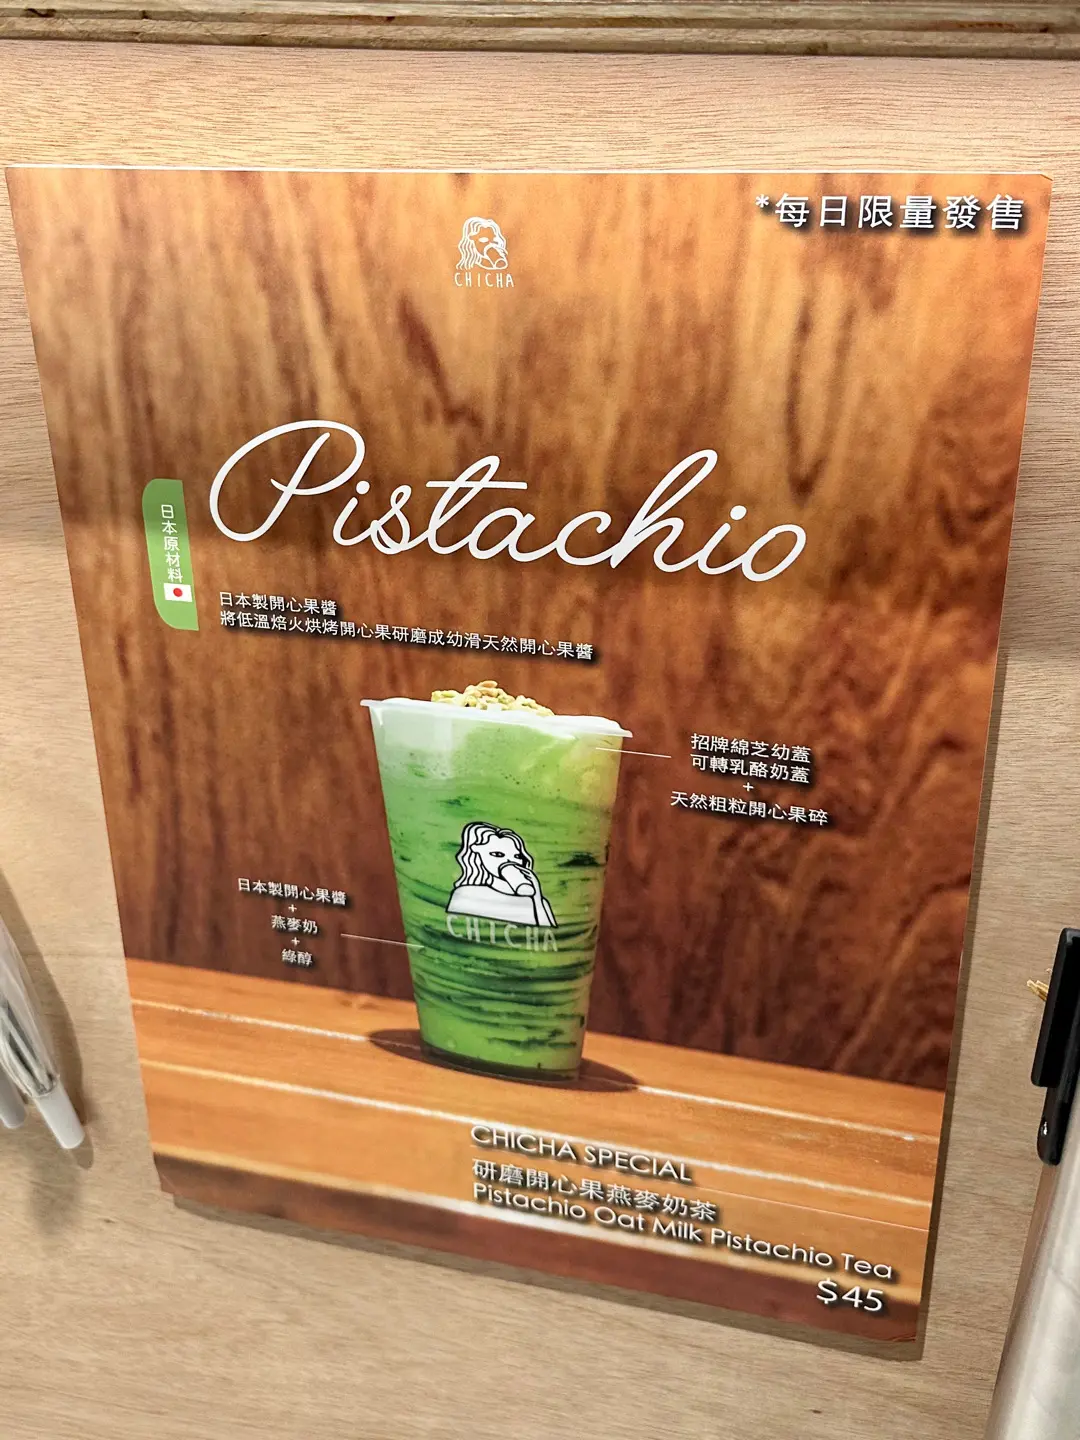 *每日限量發售
CHICHA
Pistachio
日本原材料
日本製開心果醬
將低溫焙火烘烤開心果研磨成幼滑天然開心果醬
招牌綿芝幼蓋
可轉乳酪奶蓋
+
天然粗粒開心果碎
日本製開心果醬
+
燕麥奶
+
綠醇
CHICHA
CHICHA SPECIAL
研磨開心果燕麥奶茶
Pistachio Oat Milk Pistachio Tea
$45